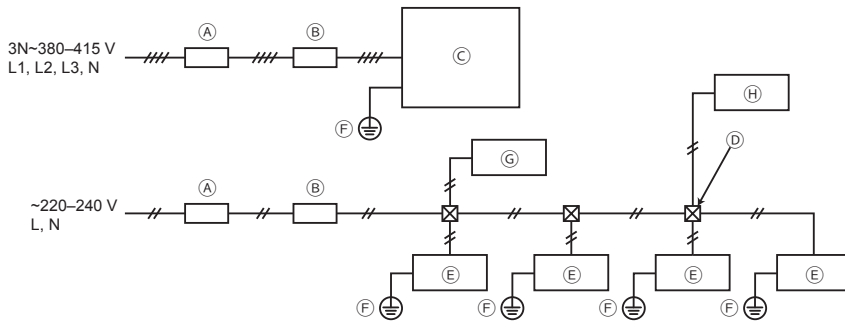 3N~380–415 V
L1, L2, L3, N
Ⓐ Ⓑ Ⓒ
Ⓕ
Ⓗ
Ⓓ
Ⓖ
~220–240 V
L, N
Ⓐ Ⓑ
Ⓔ Ⓔ Ⓔ Ⓔ
Ⓕ Ⓕ Ⓕ Ⓕ